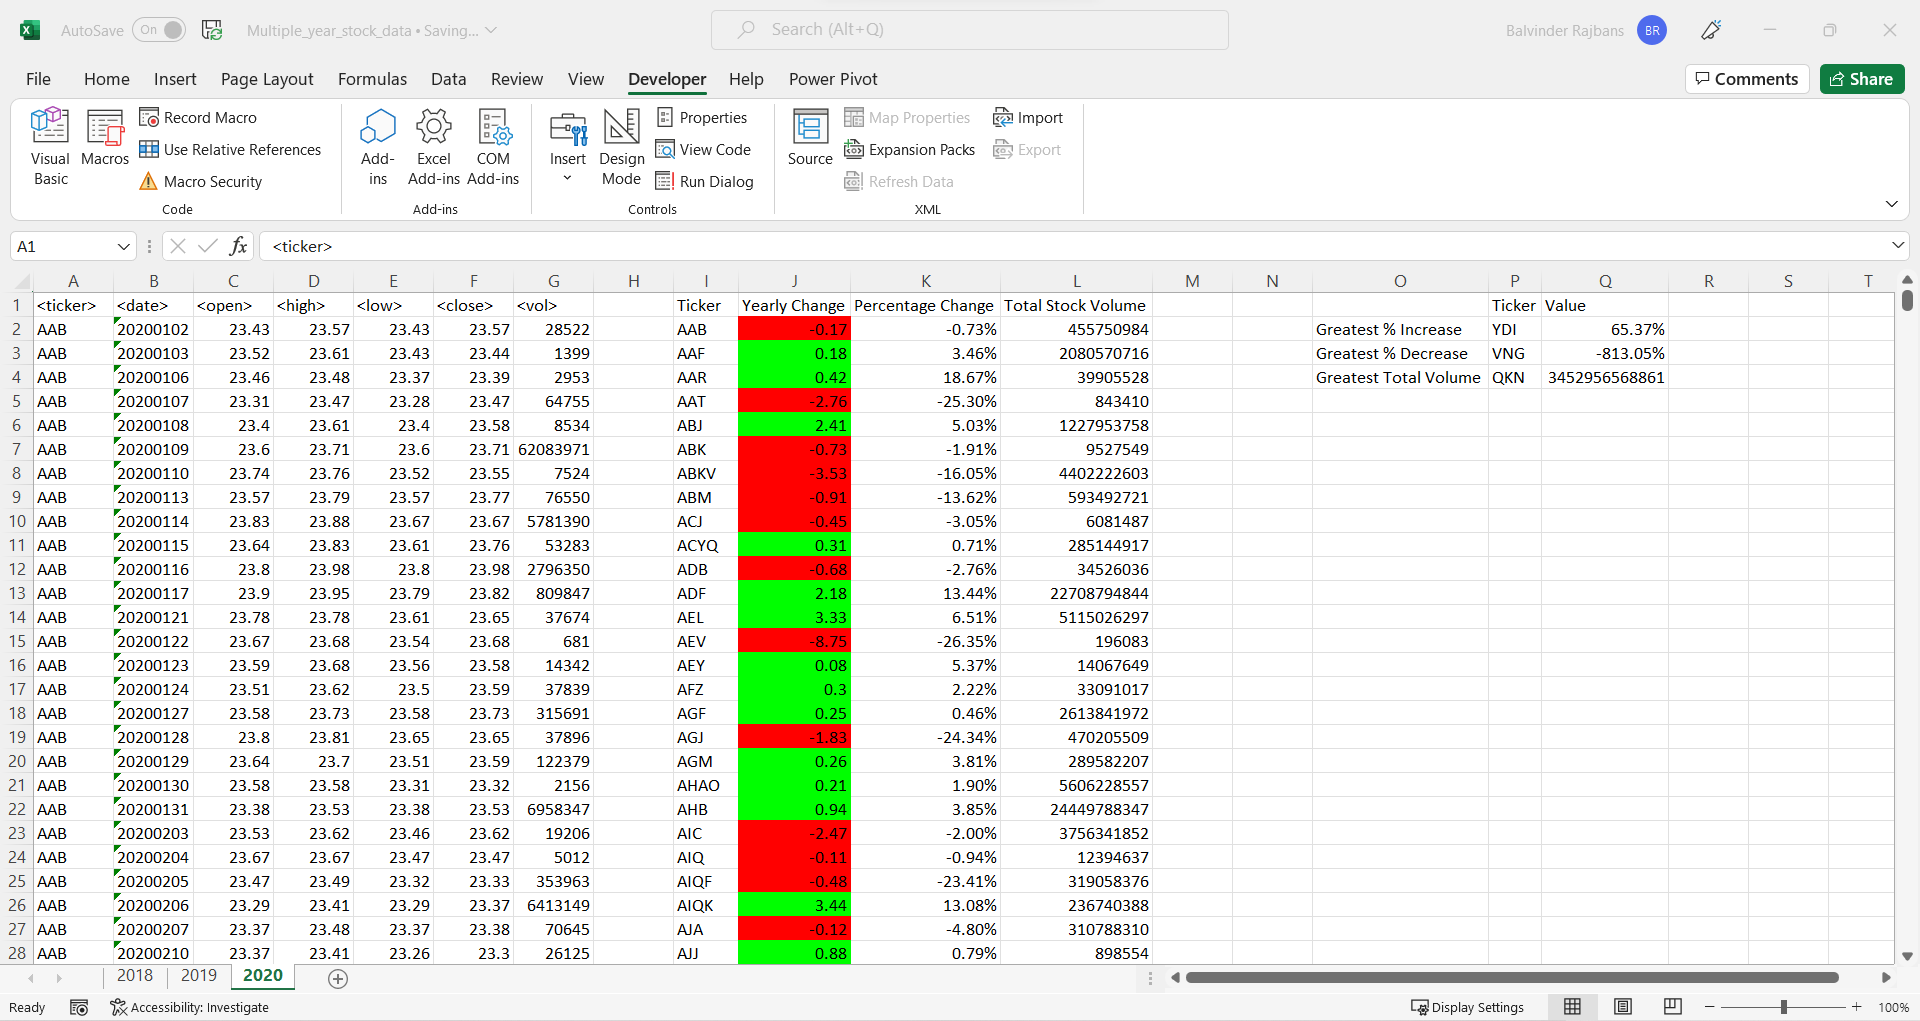 AutoSave On Multiple_year_stock_data • Saving... Search (Alt+Q) Balvinder Rajbans BR
File Home Insert Page Layout Formulas Data Review View Developer Help Power Pivot Comments Share
Visual Basic Macros Record Macro Use Relative References Macro Security Code
Add-ins Excel Add-ins COM Add-ins Add-ins
Insert Design Mode Properties View Code Run Dialog Controls
Source Map Properties Expansion Packs Refresh Data Import Export XML
A1 fx <ticker>
A B C D E F G H I J K L M N O P Q R S T
1 <ticker> <date> <open> <high> <low> <close> <vol> Ticker Yearly Change Percentage Change Total Stock Volume Ticker Value
2 AAB 20200102 23.43 23.57 23.43 23.57 28522 AAB -0.17 -0.73% 455750984 Greatest % Increase YDI 65.37%
3 AAB 20200103 23.52 23.61 23.43 23.44 1399 AAF 0.18 3.46% 2080570716 Greatest % Decrease VNG -813.05%
4 AAB 20200106 23.46 23.48 23.37 23.39 2953 AAR 0.42 18.67% 39905528 Greatest Total Volume QKN 3452956568861
5 AAB 20200107 23.31 23.47 23.28 23.47 64755 AAT -2.76 -25.30% 843410
6 AAB 20200108 23.4 23.61 23.4 23.58 8534 ABJ 2.41 5.03% 1227953758
7 AAB 20200109 23.6 23.71 23.6 23.71 62083971 ABK -0.73 -1.91% 9527549
8 AAB 20200110 23.74 23.76 23.52 23.55 7524 ABKV -3.53 -16.05% 4402222603
9 AAB 20200113 23.57 23.79 23.57 23.77 76550 ABM -0.91 -13.62% 593492721
10 AAB 20200114 23.83 23.88 23.67 23.67 5781390 ACJ -0.45 -3.05% 6081487
11 AAB 20200115 23.64 23.83 23.61 23.76 53283 ACYQ 0.31 0.71% 285144917
12 AAB 20200116 23.8 23.98 23.8 23.98 2796350 ADB -0.68 -2.76% 34526036
13 AAB 20200117 23.9 23.95 23.79 23.82 809847 ADF 2.18 13.44% 22708794844
14 AAB 20200121 23.78 23.78 23.61 23.65 37674 AEL 3.33 6.51% 5115026297
15 AAB 20200122 23.67 23.68 23.54 23.68 681 AEV -8.75 -26.35% 196083
16 AAB 20200123 23.59 23.68 23.56 23.58 14342 AEY 0.08 5.37% 14067649
17 AAB 20200124 23.51 23.62 23.5 23.59 37839 AFZ 0.3 2.22% 33091017
18 AAB 20200127 23.58 23.73 23.58 23.73 315691 AGF 0.25 0.46% 2613841972
19 AAB 20200128 23.8 23.81 23.65 23.65 37896 AGJ -1.83 -24.34% 470205509
20 AAB 20200129 23.64 23.7 23.51 23.59 122379 AGM 0.26 3.81% 289582207
21 AAB 20200130 23.58 23.58 23.31 23.32 2156 AHAO 0.21 1.90% 5606228557
22 AAB 20200131 23.38 23.53 23.38 23.53 6958347 AHB 0.94 3.85% 24449788347
23 AAB 20200203 23.53 23.62 23.46 23.62 19206 AIC -2.47 -2.00% 3756341852
24 AAB 20200204 23.67 23.67 23.47 23.47 5012 AIQ -0.11 -0.94% 12394637
25 AAB 20200205 23.47 23.49 23.32 23.33 353963 AIQF -0.48 -23.41% 319058376
26 AAB 20200206 23.29 23.41 23.29 23.37 6413149 AIQK 3.44 13.08% 236740388
27 AAB 20200207 23.37 23.48 23.37 23.38 70645 AJA -0.12 -4.80% 310788310
28 AAB 20200210 23.37 23.41 23.26 23.3 26125 AJJ 0.88 0.79% 898554
2018 2019 2020
Ready Accessibility: Investigate Display Settings 100%